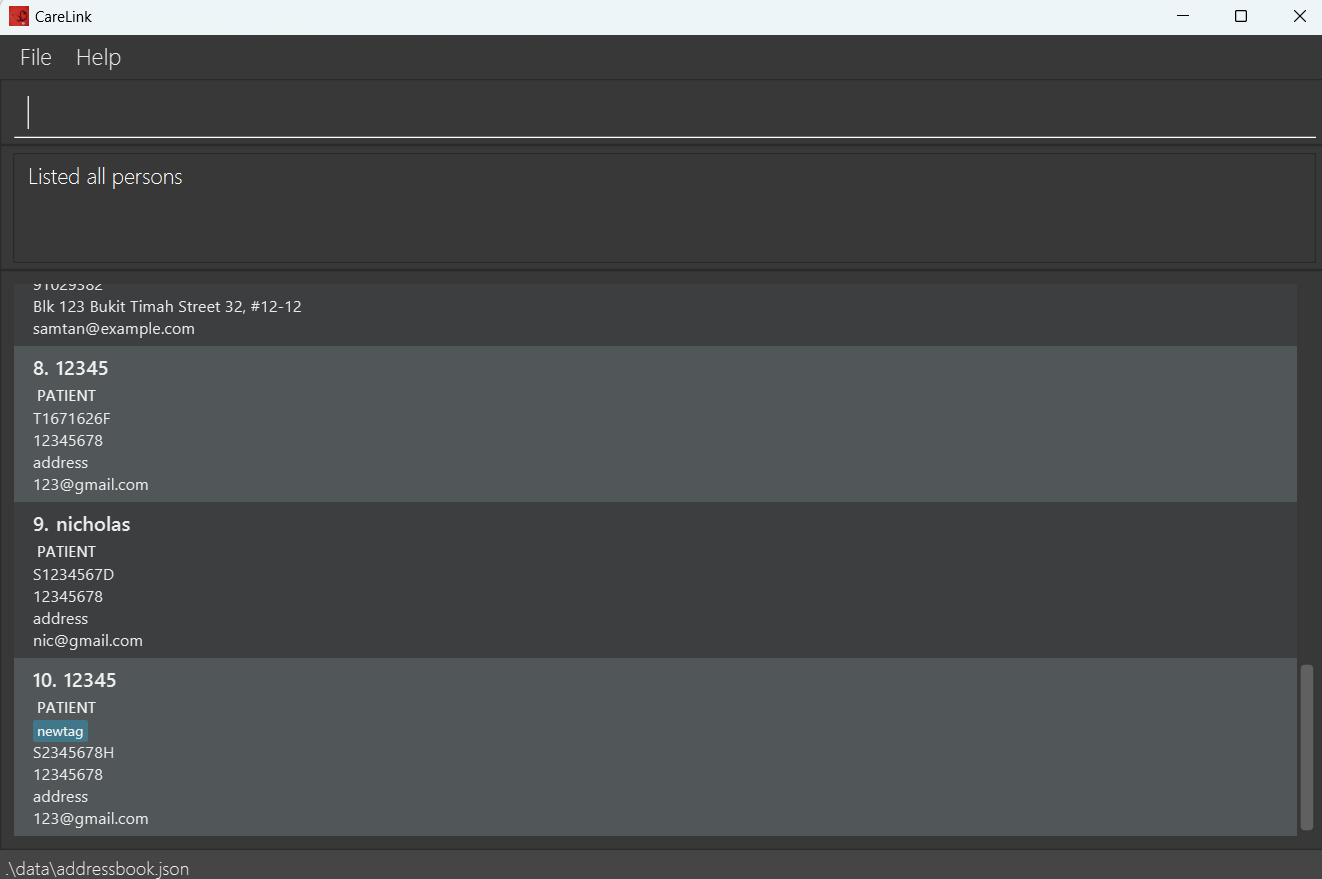 CareLink
File Help
Listed all persons
91029382
Blk 123 Bukit Timah Street 32, #12-12
samtan@example.com
8. 12345
PATIENT
T1671626F
12345678
address
123@gmail.com
9. nicholas
PATIENT
S1234567D
12345678
address
nic@gmail.com
10. 12345
PATIENT
newtag
S2345678H
12345678
address
123@gmail.com
.\data\addressbook.json